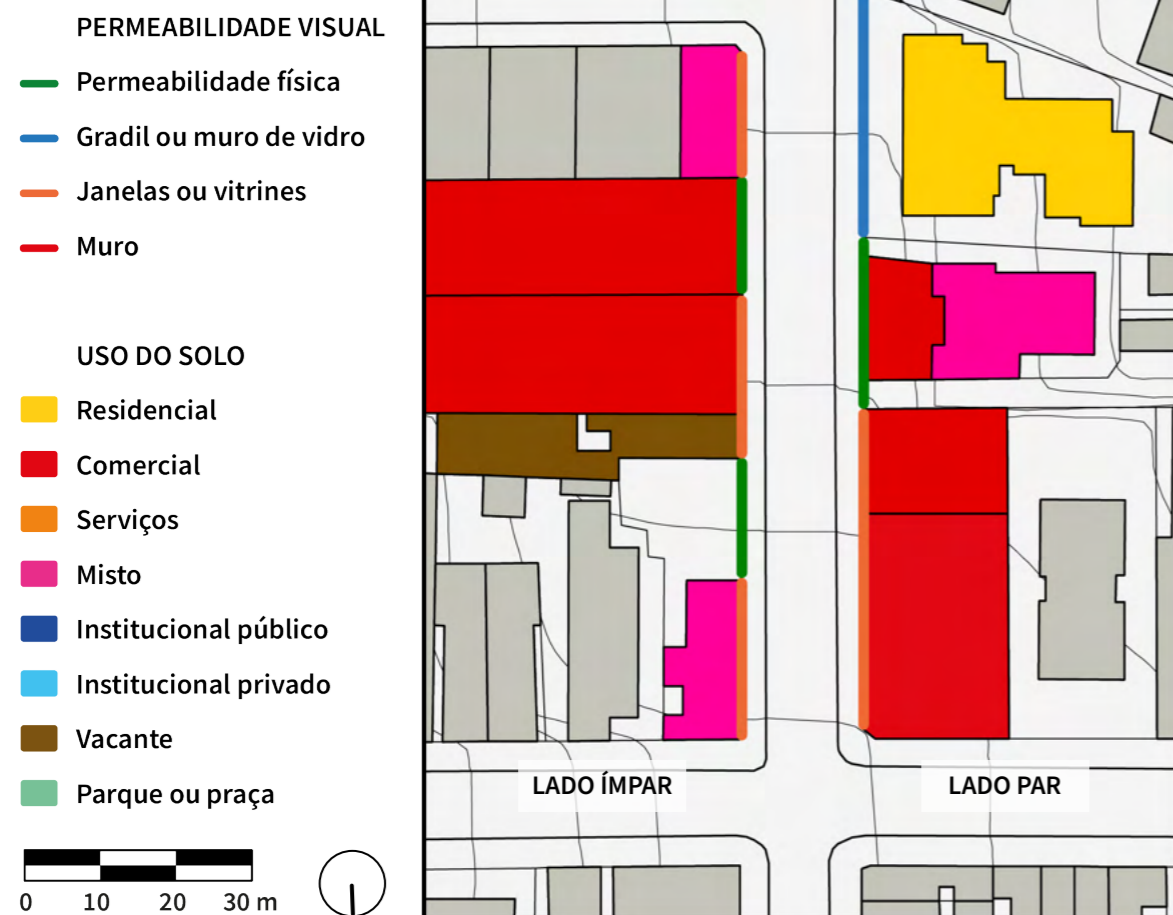 PERMEABILIDADE VISUAL
Permeabilidade física
Gradil ou muro de vidro
Janelas ou vitrines
Muro
USO DO SOLO
Residencial
Comercial
Serviços
Misto
Institucional público
Institucional privado
Vacante
Parque ou praça
0 10 20 30 m
LADO ÍMPAR
LADO PAR